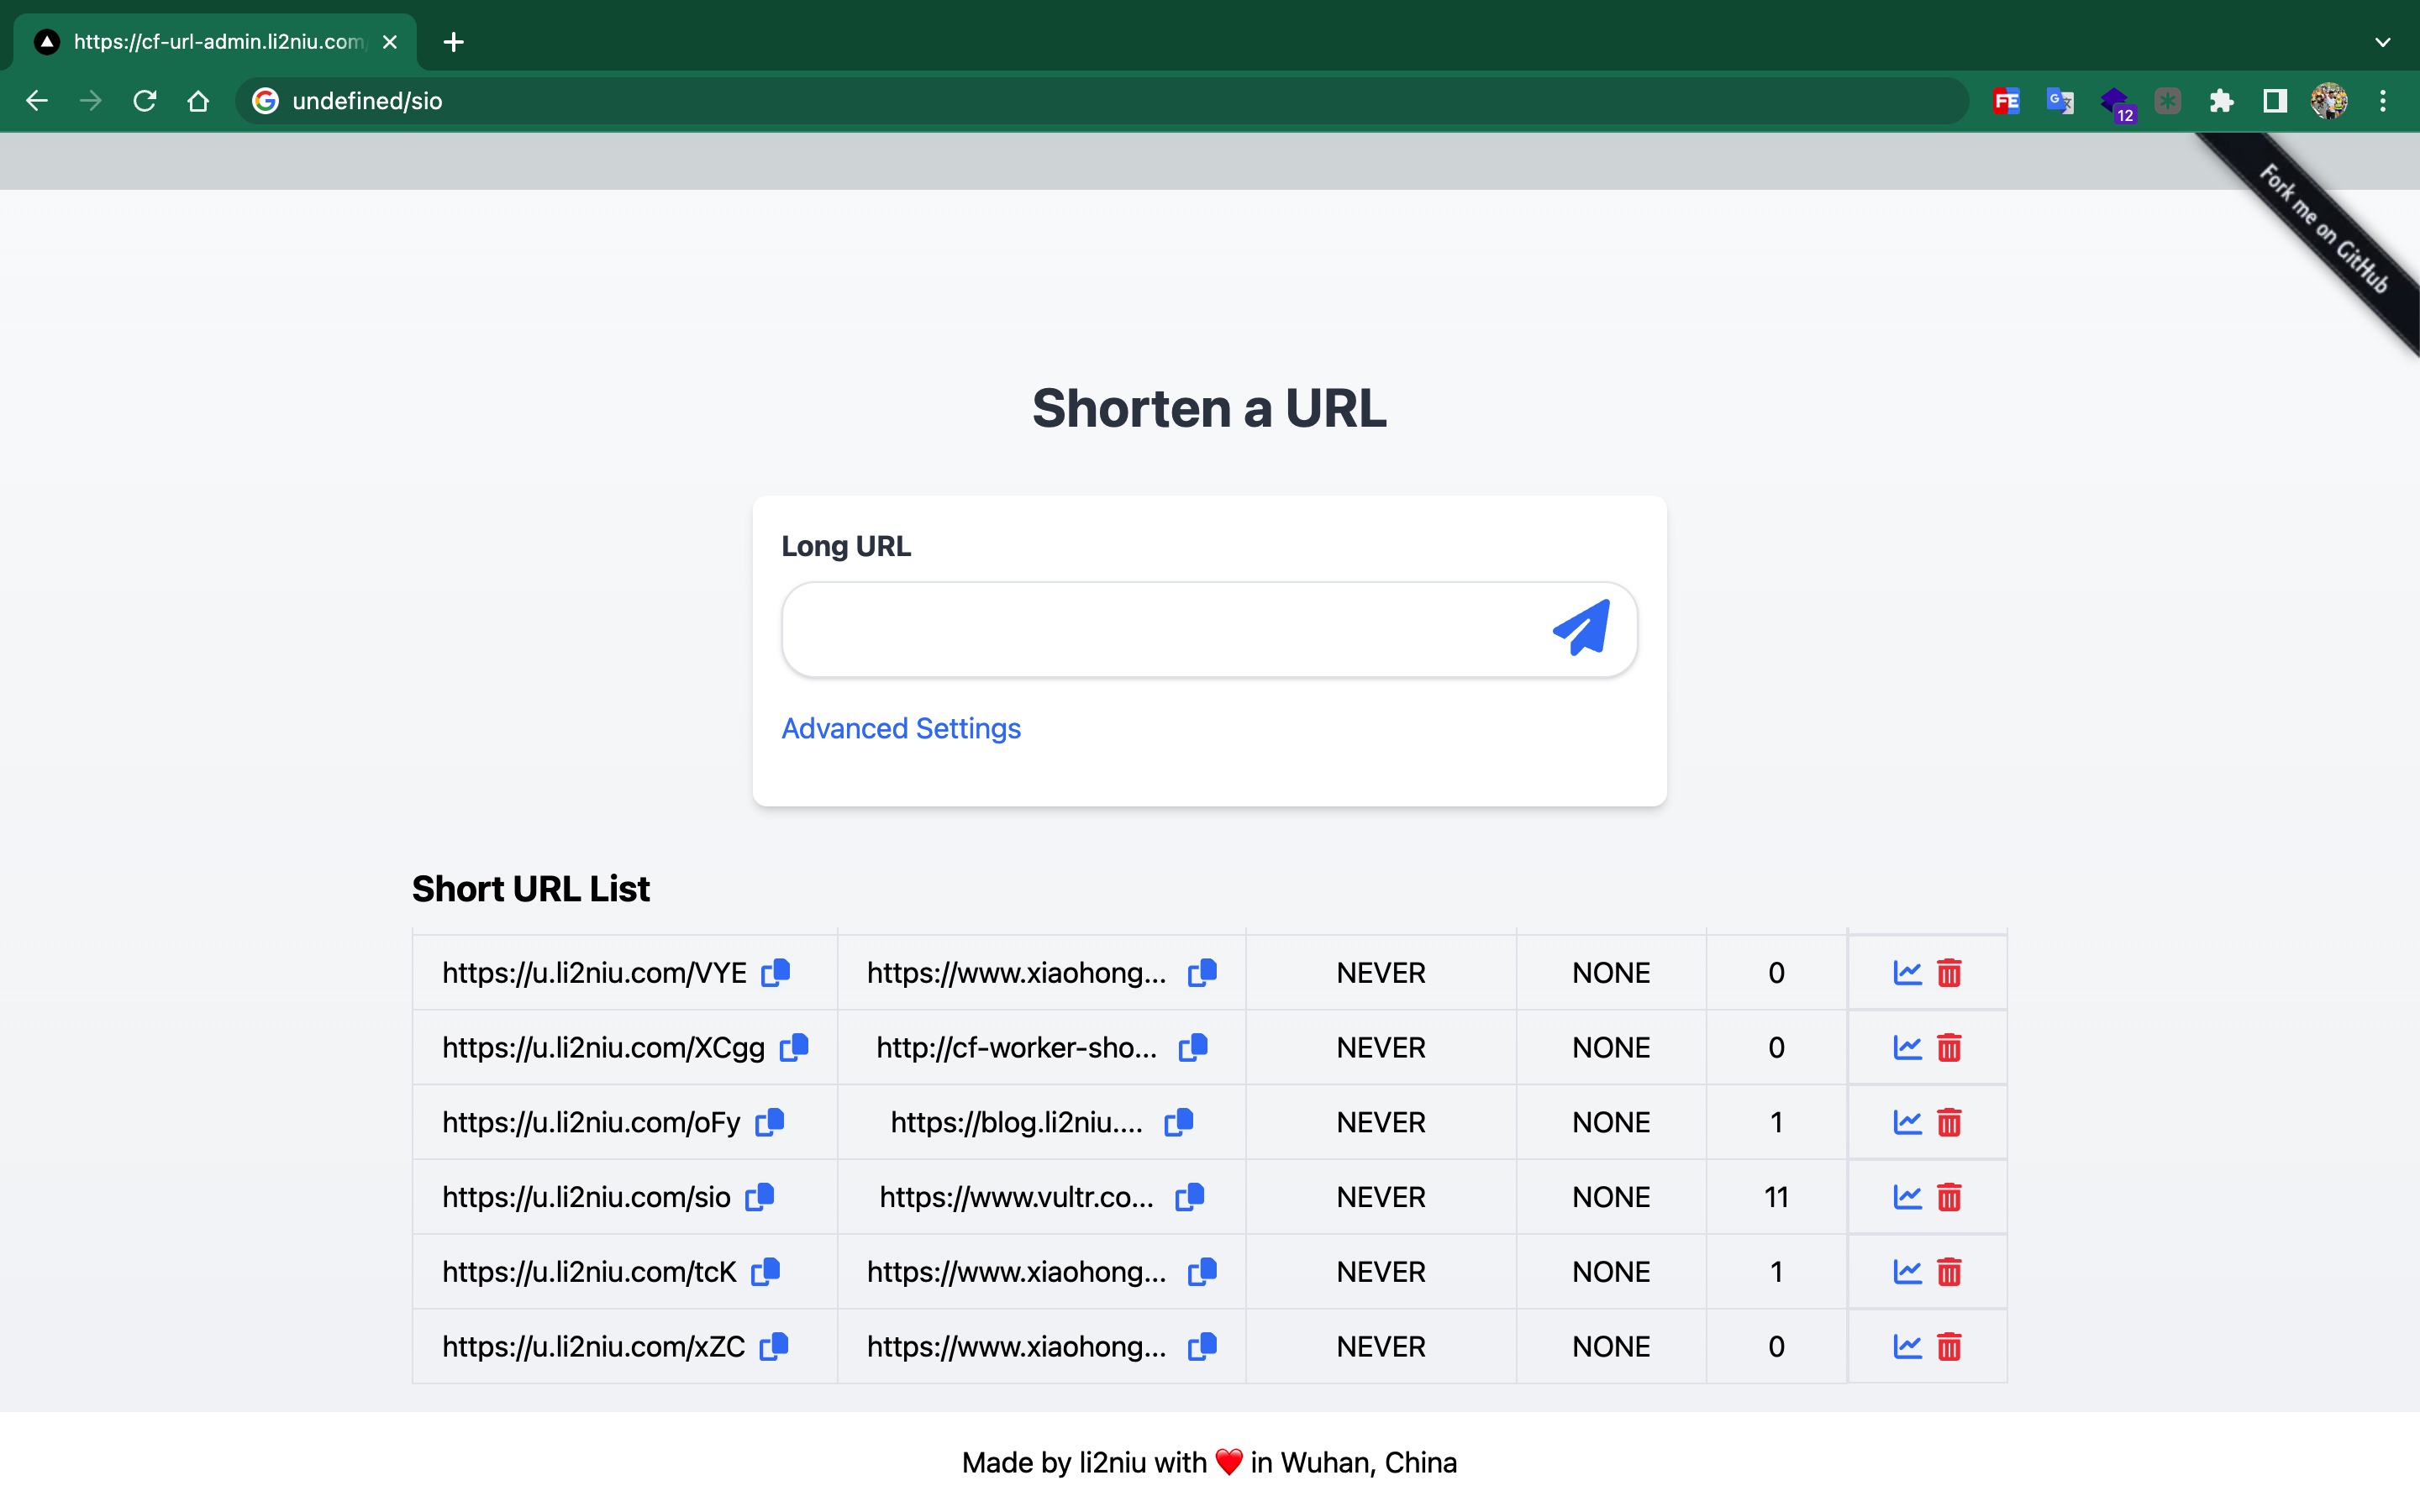 https://cf-url-admin.li2niu.com
undefined/sio
FE
G
12
Fork me on GitHub
Shorten a URL
Long URL
Advanced Settings
Short URL List
https://u.li2niu.com/VYE https://www.xiaohong... NEVER NONE 0
https://u.li2niu.com/XCgg http://cf-worker-sho... NEVER NONE 0
https://u.li2niu.com/oFy https://blog.li2niu.... NEVER NONE 1
https://u.li2niu.com/sio https://www.vultr.co... NEVER NONE 11
https://u.li2niu.com/tcK https://www.xiaohong... NEVER NONE 1
https://u.li2niu.com/xZC https://www.xiaohong... NEVER NONE 0
Made by li2niu with ❤️ in Wuhan, China